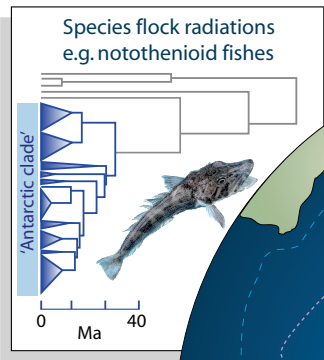 Species flock radiations
e.g. notothenioid fishes
'Antarctic clade'
0 40
Ma